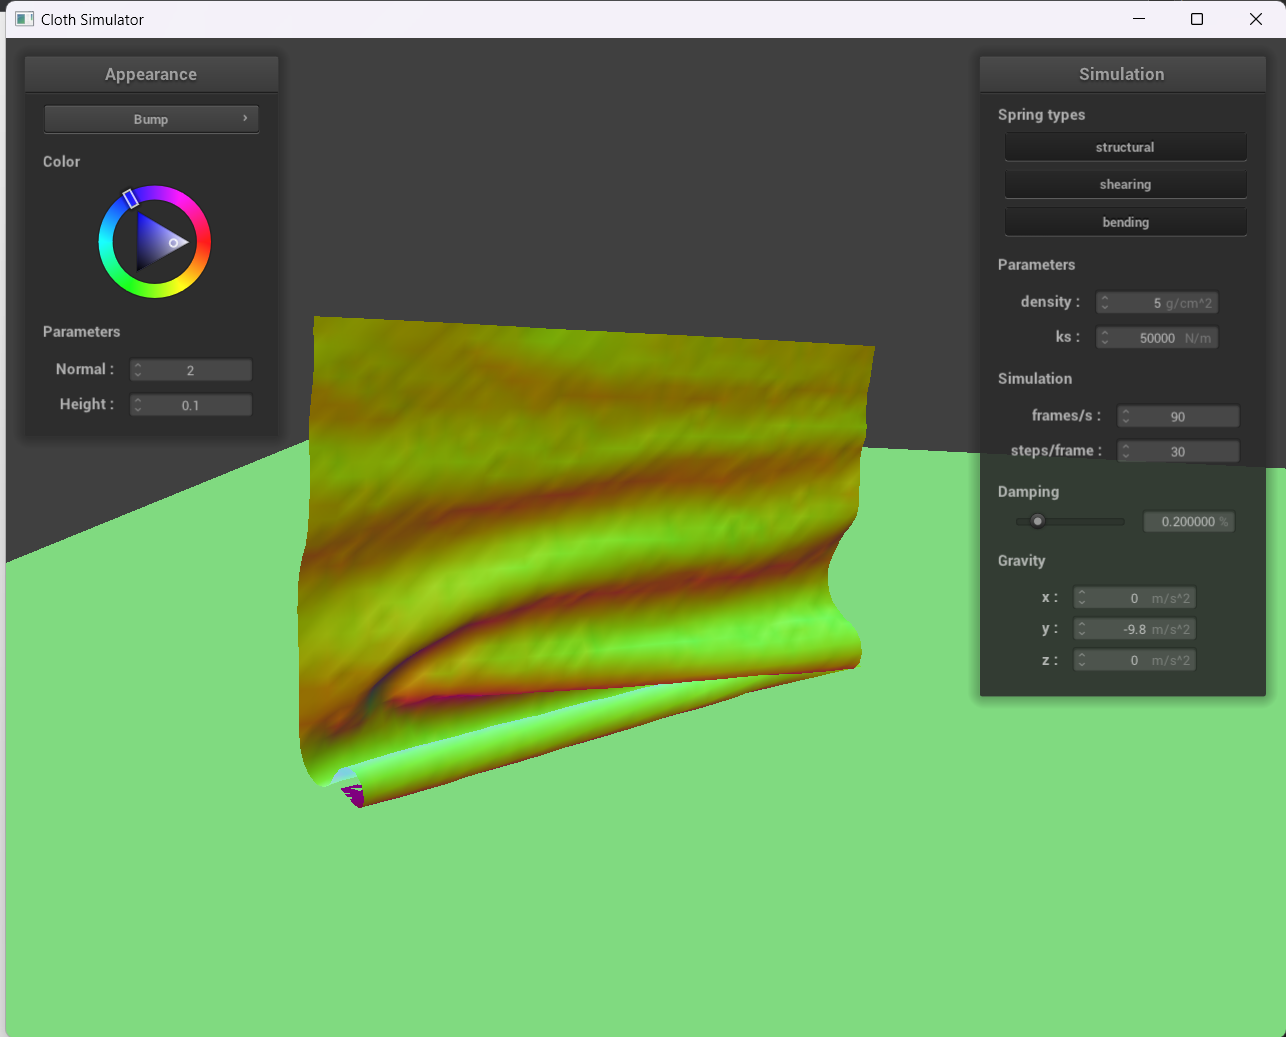 Cloth Simulator
Appearance
Bump
Color
Parameters
Normal : 2
Height : 0.1
Simulation
Spring types
structural
shearing
bending
Parameters
density : 5 g/cm^2
ks : 50000 N/m
Simulation
frames/s : 90
steps/frame : 30
Damping
0.200000 %
Gravity
x : 0 m/s^2
y : -9.8 m/s^2
z : 0 m/s^2